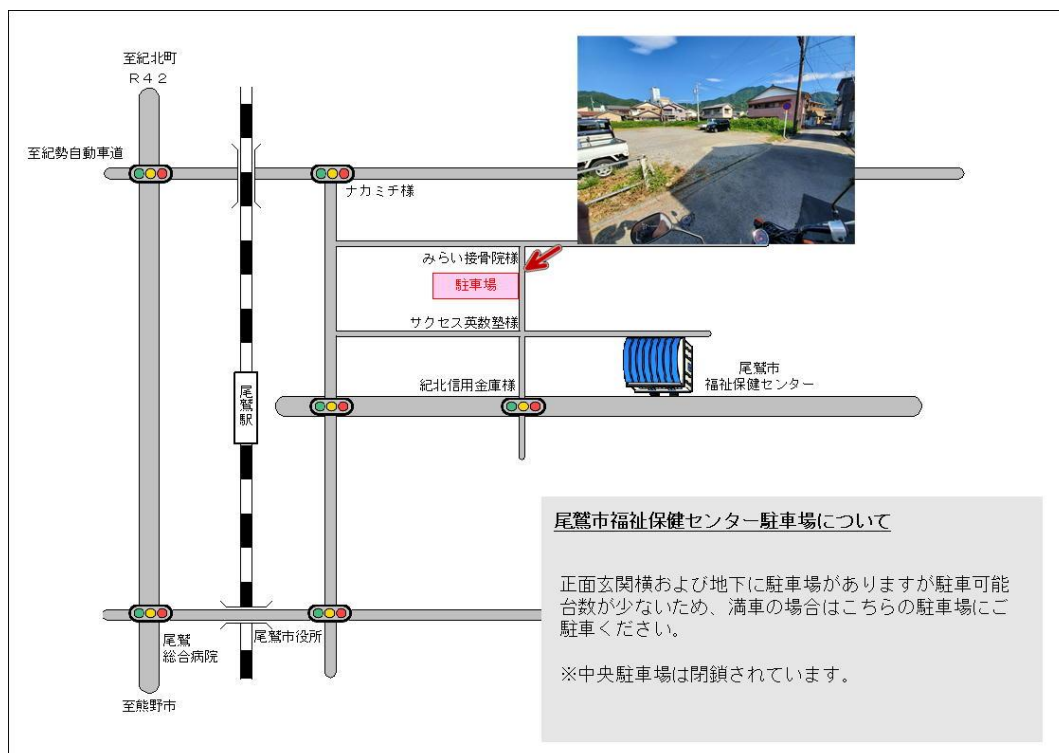 至紀北町
R42
至紀勢自動車道
ナカミチ様
みらい接骨院様
駐車場
サクセス英数塾様
尾鷲市
福祉保健センター
紀北信用金庫様
尾鷲駅
尾鷲市福祉保健センター駐車場について
正面玄関横および地下に駐車場がありますが駐車可能
台数が少ないため、満車の場合はこちらの駐車場にご
駐車ください。
※中央駐車場は閉鎖されています。
尾鷲市役所
尾鷲
総合病院
至熊野市